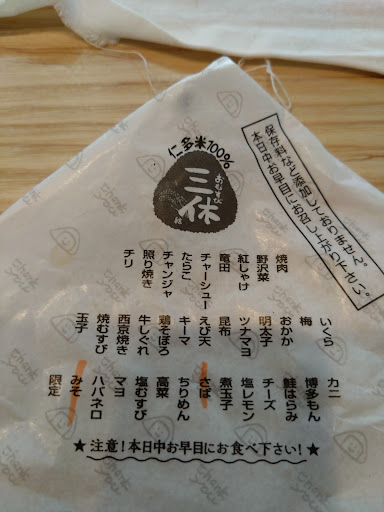 仁多米100%
おむすび
三休
保存料など添加しておりません。
本日中お早目にお召し上がり下さい。
焼肉
野沢菜
紅しゃけ
竜田
チャーシュー
たらこ
チャンジャ
照り焼き
チリ
いくら
梅
おかか
明太子
ツナマヨ
昆布
えび天
キーマ
鶏そぼろ
牛しぐれ
西京焼き
焼むすび
玉子
カニ
博多もん
鮭はらみ
チーズ
塩レモン
煮玉子
さば
ちりめん
高菜
塩むすび
マヨ
ハバネロ
みそ
限定
★注意!本日中お早目にお食べ下さい!★
Thank you